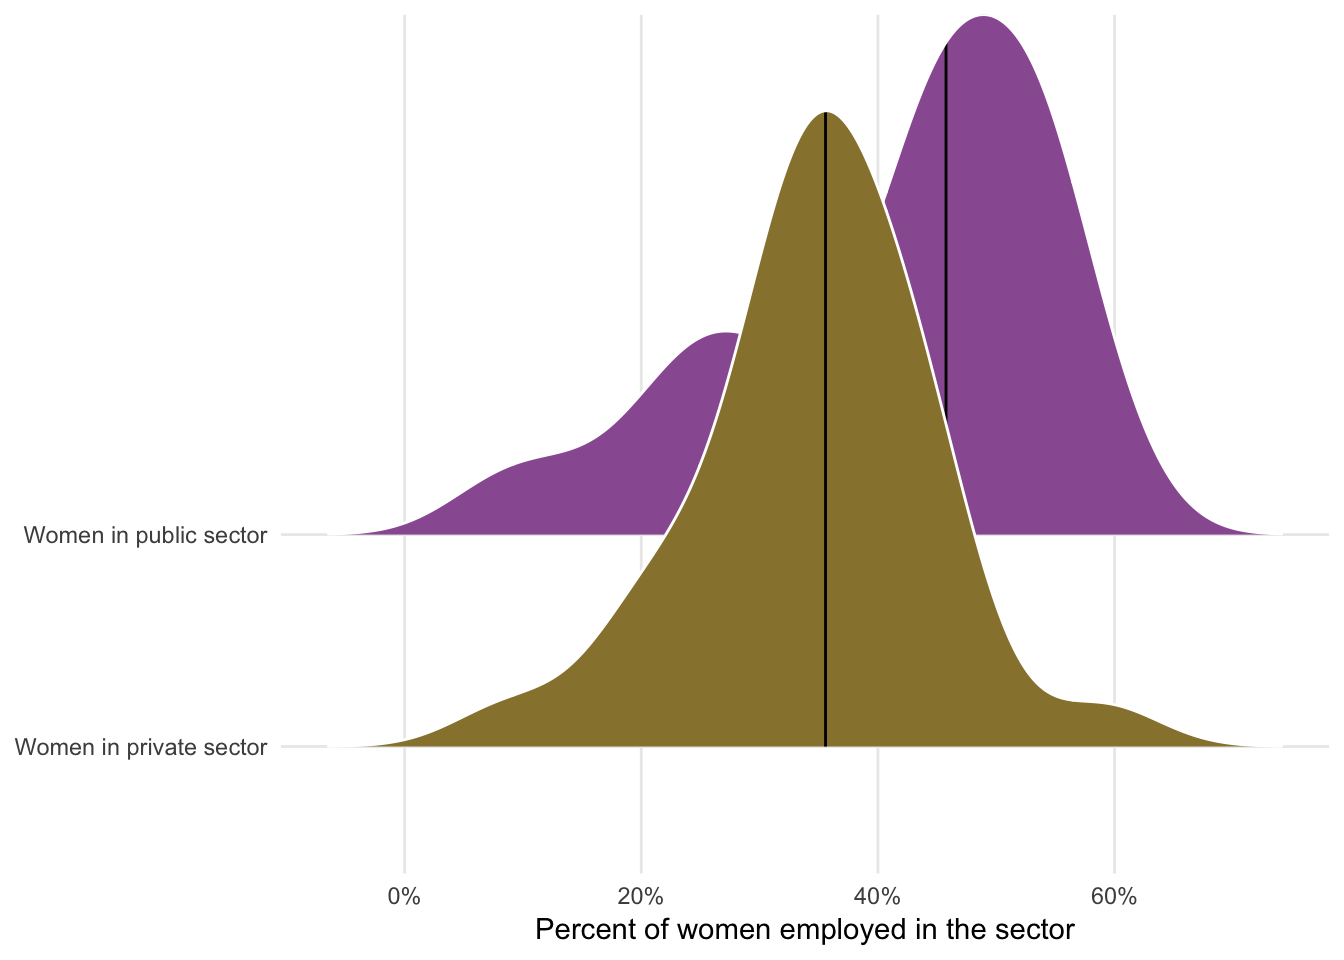 Women in public sector
Women in private sector
0% 20% 40% 60%
Percent of women employed in the sector